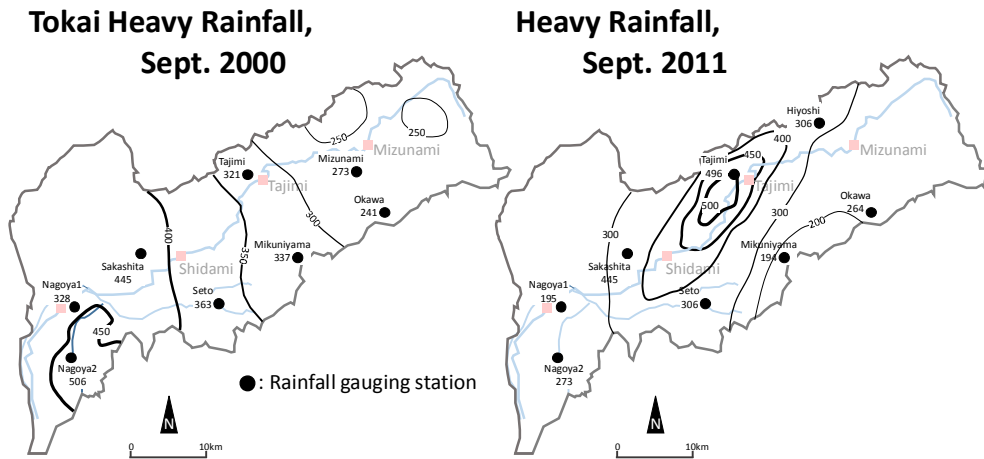 Tokai Heavy Rainfall,
Sept. 2000
250
250
Mizunami
Tajimi
321
Mizunami
273
Tajimi
Okawa
241
300
400
350
Mikuniyama
337
Sakashita
445
Shidami
Nagoya1
328
Seto
363
450
Nagoya2
506
: Rainfall gauging station
N
0
10km
Heavy Rainfall,
Sept. 2011
Hiyoshi
306
400
Mizunami
450
Tajimi
496
Tajimi
500
Okawa
264
300
200
300
Mikuniyama
194
Sakashita
445
Shidami
Nagoya1
195
Seto
306
Nagoya2
273
N
0
10km